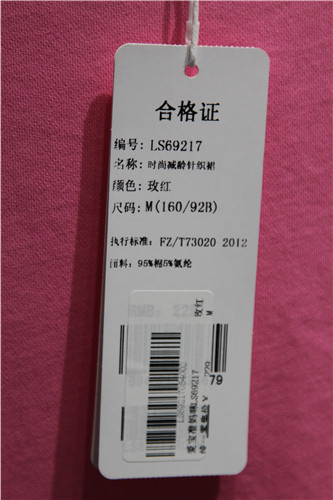 合格证
编号: LS69217
名称: 时尚减龄针织裙
颜色: 玫红
尺码: M(160/92B)
执行标准: FZ/T73020 2012
面料: 95%棉5%氨纶
玫红
M
79
LS69217